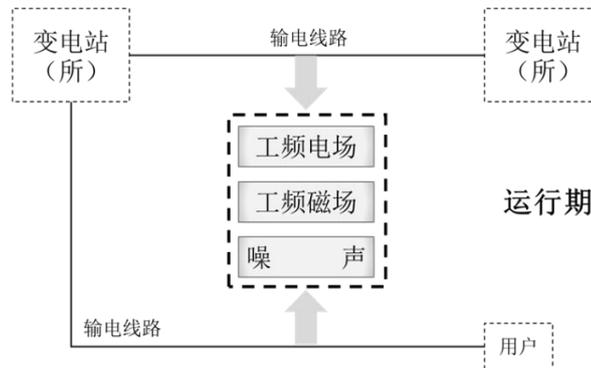 变电站
（所）
输电线路
变电站
（所）
工频电场
工频磁场
噪 声
运行期
输电线路
用户